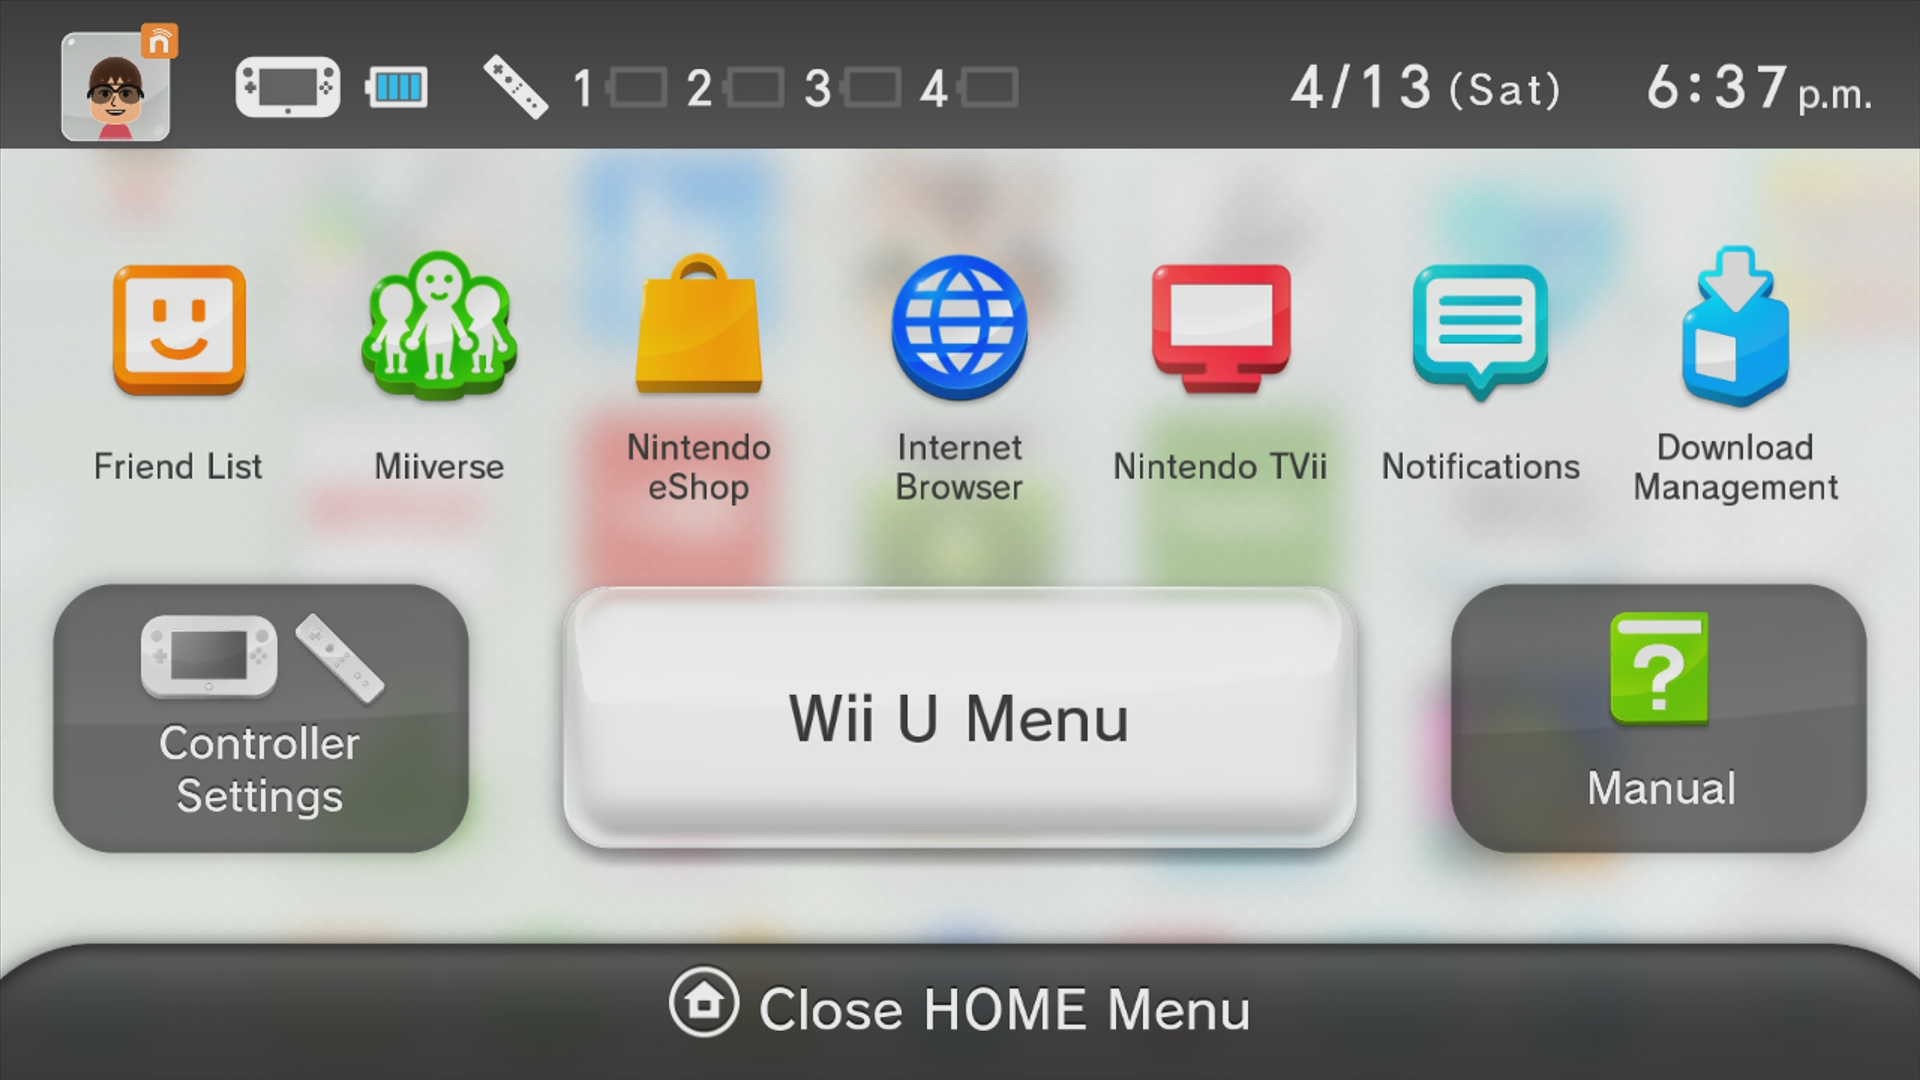 1 2 3 4 4/13 (Sat) 6:37 p.m.
Friend List
Miiverse
Nintendo
eShop
Internet
Browser
Nintendo TVii
Notifications
Download
Management
Controller
Settings
Wii U Menu
?
Manual
Close HOME Menu